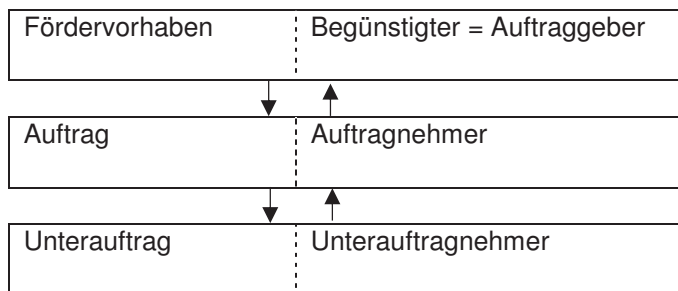 Fördervorhaben Begünstigter = Auftraggeber
Auftrag Auftragnehmer
Unterauftrag Unterauftragnehmer